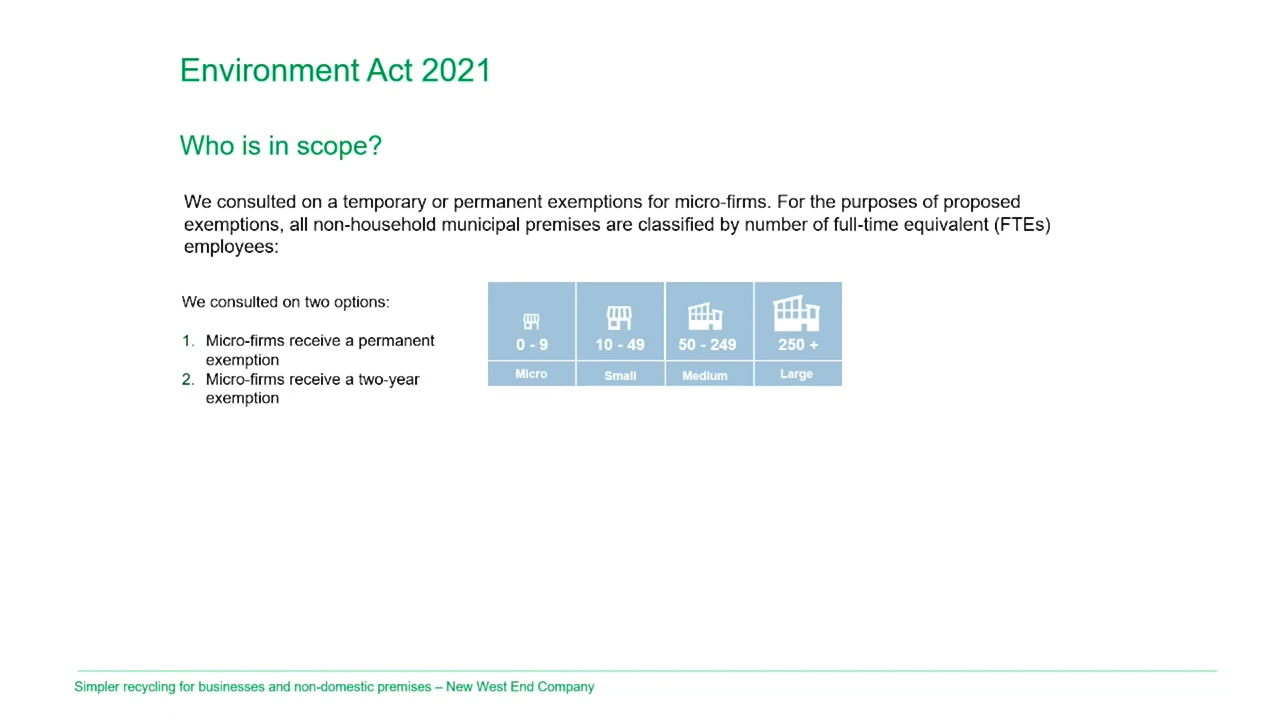 Environment Act 2021
Who is in scope?
We consulted on a temporary or permanent exemptions for micro-firms. For the purposes of proposed
exemptions, all non-household municipal premises are classified by number of full-time equivalent (FTEs)
employees:
We consulted on two options:
1. Micro-firms receive a permanent
exemption
2. Micro-firms receive a two-year
exemption
0 - 9 10 - 49 50 - 249 250 +
Micro Small Medium Large
Simpler recycling for businesses and non-domestic premises – New West End Company